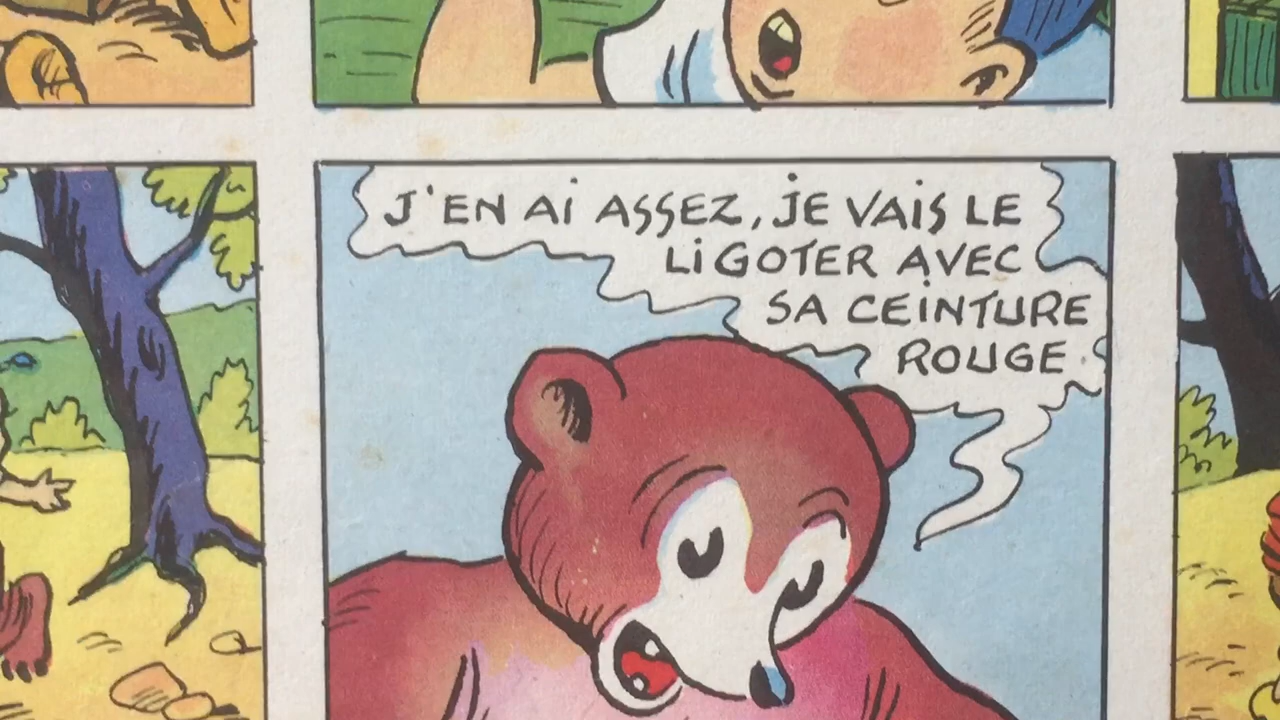 J'EN AI ASSEZ, JE VAIS LE
LIGOTER AVEC
SA CEINTURE
ROUGE.